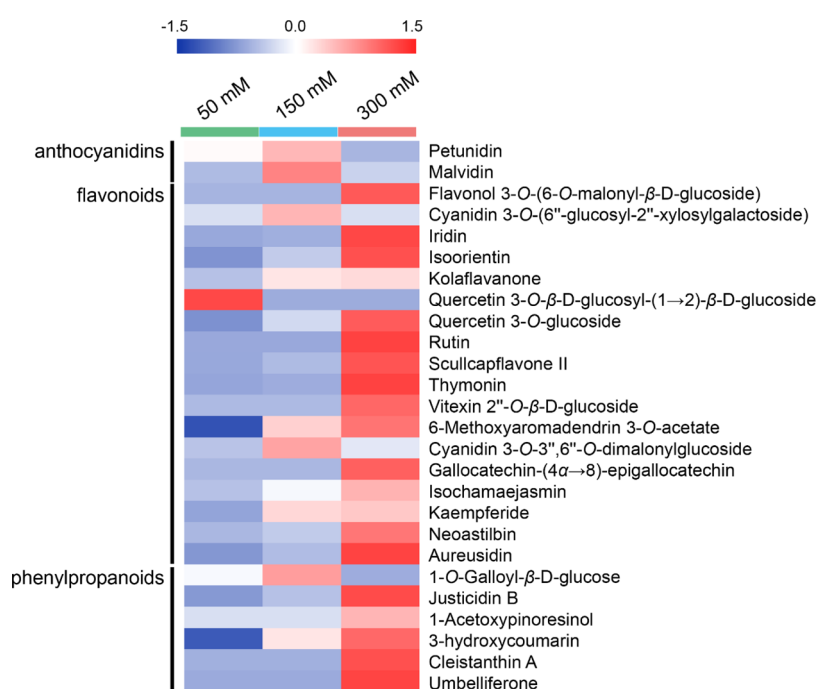 -1.5 0.0 1.5
50 mM 150 mM 300 mM
anthocyanidins Petunidin
Malvidin
flavonoids Flavonol 3-O-(6-O-malonyl-β-D-glucoside)
Cyanidin 3-O-(6"-glucosyl-2"-xylosylgalactoside)
Iridin
Isoorientin
Kolaflavanone
Quercetin 3-O-β-D-glucosyl-(1→2)-β-D-glucoside
Quercetin 3-O-glucoside
Rutin
Scullcapflavone II
Thymonin
Vitexin 2"-O-β-D-glucoside
6-Methoxyaromadendrin 3-O-acetate
Cyanidin 3-O-3",6"-O-dimalonylglucoside
Gallocatechin-(4α→8)-epigallocatechin
Isochamaejasmin
Kaempferide
Neoastilbin
Aureusidin
phenylpropanoids 1-O-Galloyl-β-D-glucose
Justicidin B
1-Acetoxypinoresinol
3-hydroxycoumarin
Cleistanthin A
Umbelliferone